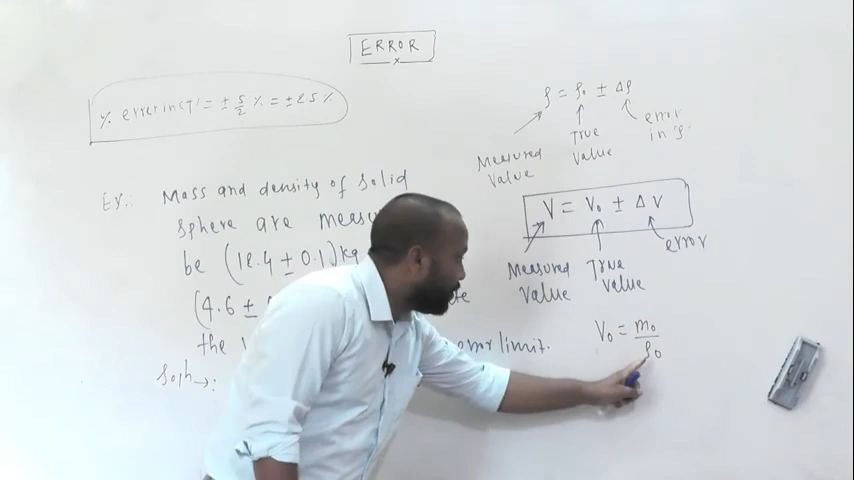 ERROR
% error in 'T' = ± 5/2 % = ± 2.5 %
Ex.: Mass and density of solid
sphere are meas
be (12.4 ± 0.1) kg
(4.6 ±
the
error limit.
Soln →:
ρ = ρ₀ ± Δρ
Measured
Value
True
Value
error
in 'ρ'
V = V₀ ± ΔV
Measured
Value
True
Value
error
V₀ = m₀/ρ₀